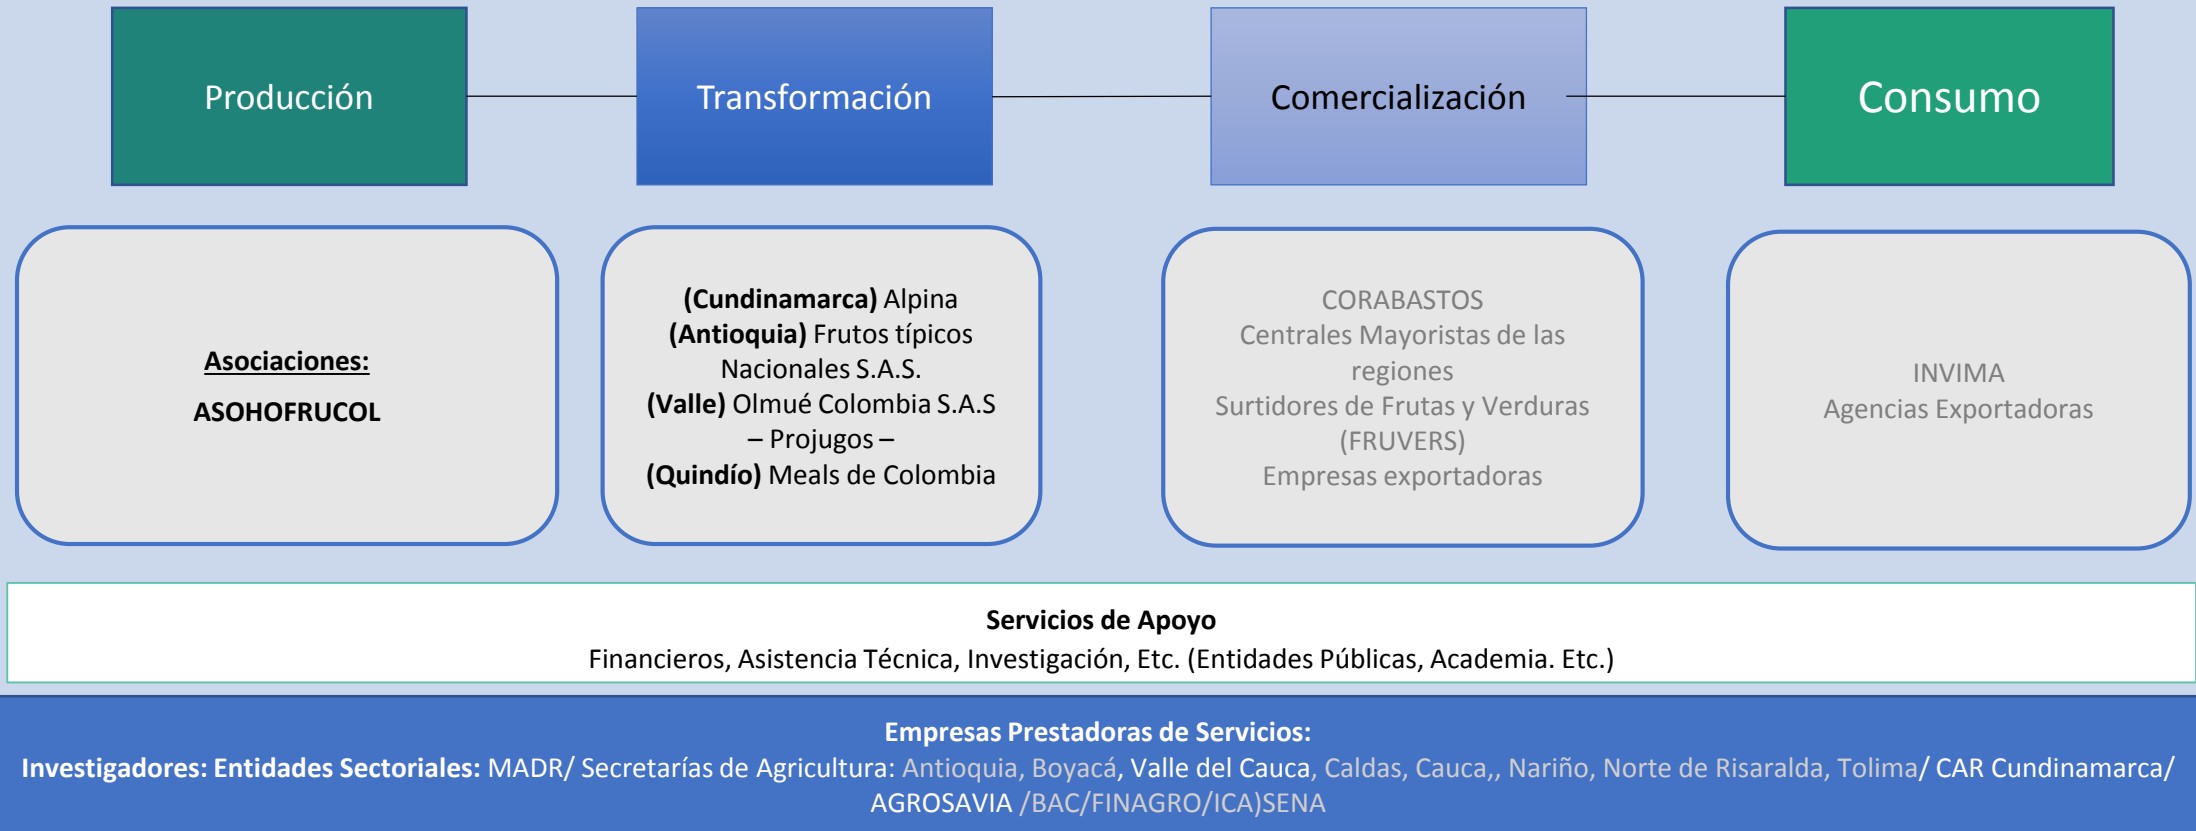 Producción
Transformación
Comercialización
Consumo
Asociaciones:
ASOHOFRUCOL
(Cundinamarca) Alpina
(Antioquia) Frutos típicos
Nacionales S.A.S.
(Valle) Olmué Colombia S.A.S
– Projugos –
(Quindío) Meals de Colombia
CORABASTOS
Centrales Mayoristas de las
regiones
Surtidores de Frutas y Verduras
(FRUVERS)
Empresas exportadoras
INVIMA
Agencias Exportadoras
Servicios de Apoyo
Financieros, Asistencia Técnica, Investigación, Etc. (Entidades Públicas, Academia. Etc.)
Empresas Prestadoras de Servicios:
Investigadores: Entidades Sectoriales: MADR/ Secretarías de Agricultura: Antioquia, Boyacá, Valle del Cauca, Caldas, Cauca,, Nariño, Norte de Risaralda, Tolima/ CAR Cundinamarca/
AGROSAVIA /BAC/FINAGRO/ICA)SENA